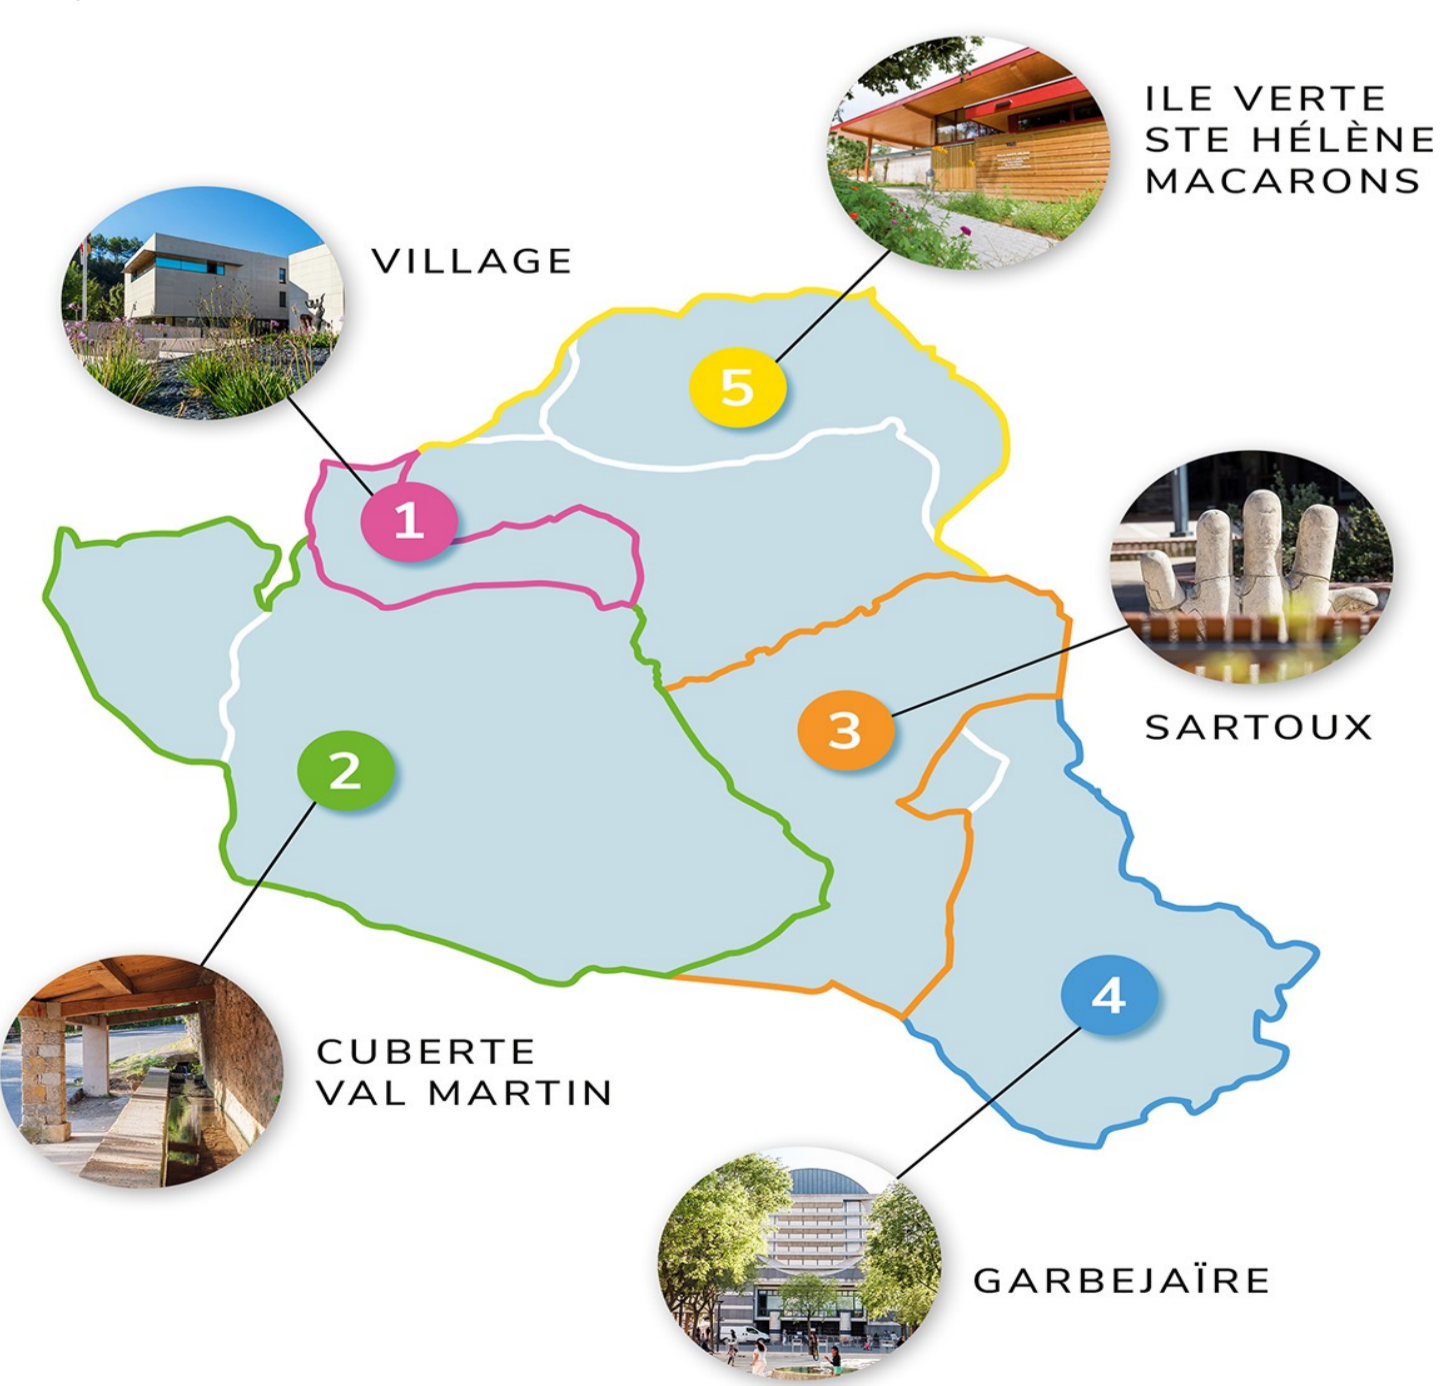 ILE VERTE
STE HÉLÈNE
MACARONS
VILLAGE
5
1
3
SARTOUX
2
4
CUBERTE
VAL MARTIN
GARBEJAÏRE